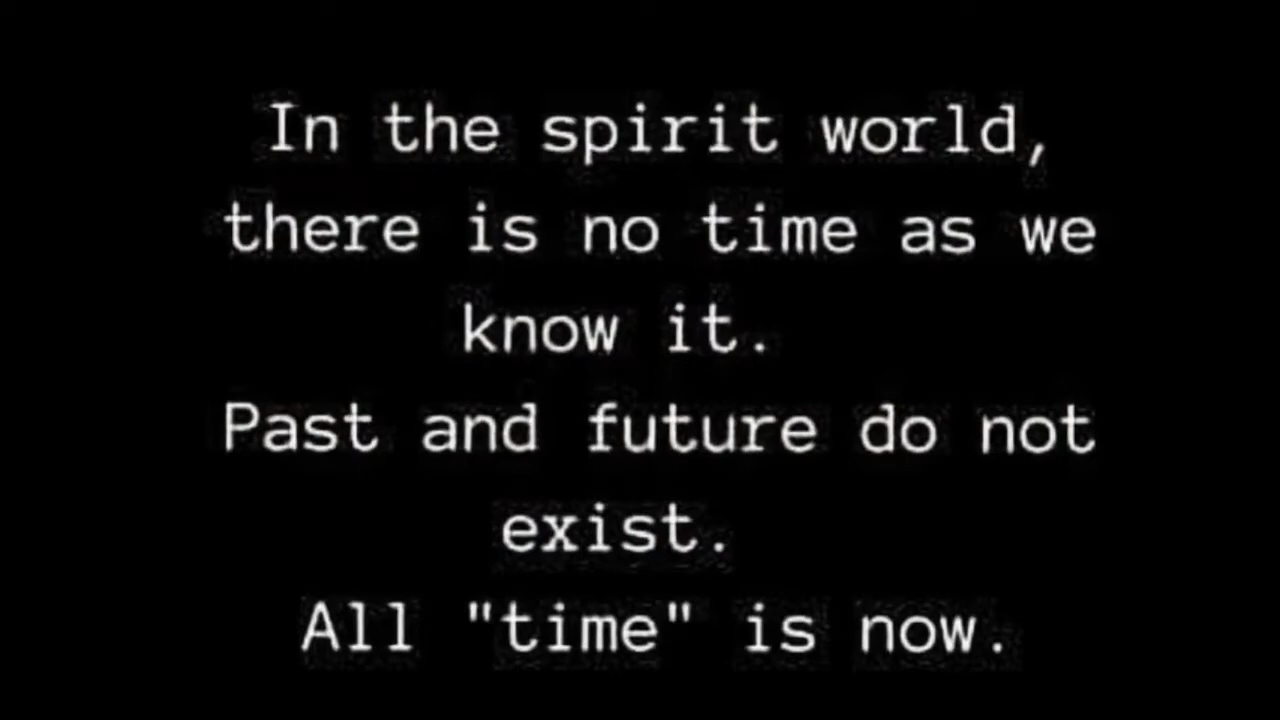 In the spirit world,
there is no time as we
know it.
Past and future do not
exist.
All "time" is now.